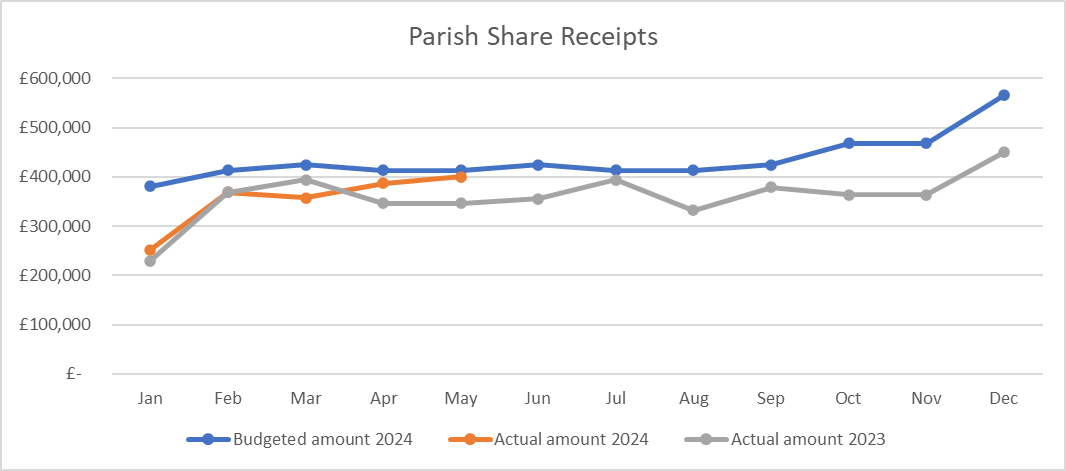 Parish Share Receipts
£600,000
£500,000
£400,000
£300,000
£200,000
£100,000
£-
Jan Feb Mar Apr May Jun Jul Aug Sep Oct Nov Dec
Budgeted amount 2024 Actual amount 2024 Actual amount 2023